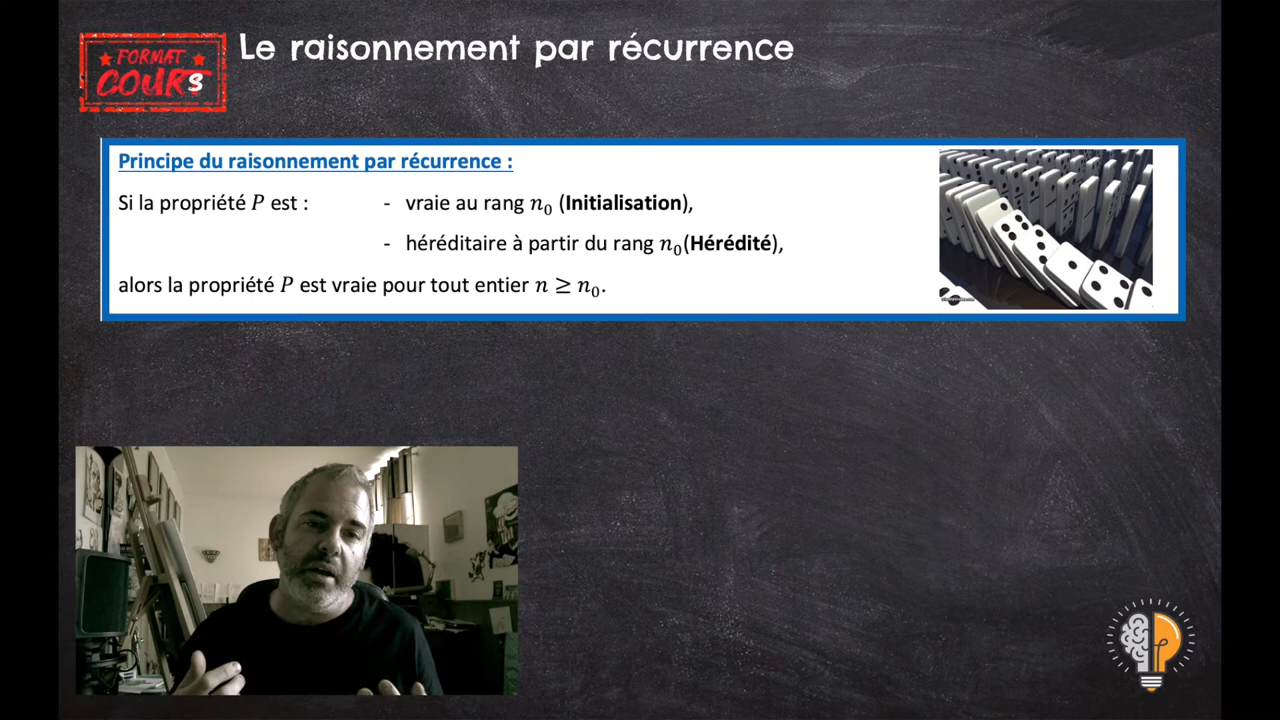 FORMAT
COURS
Le raisonnement par récurrence
Principe du raisonnement par récurrence :
Si la propriété P est : - vraie au rang n₀ (Initialisation),
- héréditaire à partir du rang n₀(Hérédité),
alors la propriété P est vraie pour tout entier n ≥ n₀.